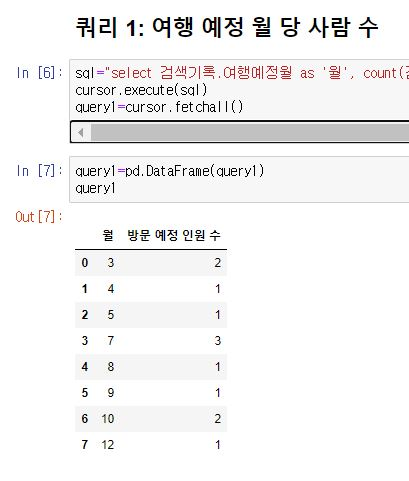 쿼리 1: 여행 예정 월 당 사람 수
In [6]: sql="select 검색기록.여행예정월 as '월', count(
cursor.execute(sql)
query1=cursor.fetchall()
In [7]: query1=pd.DataFrame(query1)
query1
Out[7]:
월 방문 예정 인원 수
0 3 2
1 4 1
2 5 1
3 7 3
4 8 1
5 9 1
6 10 2
7 12 1